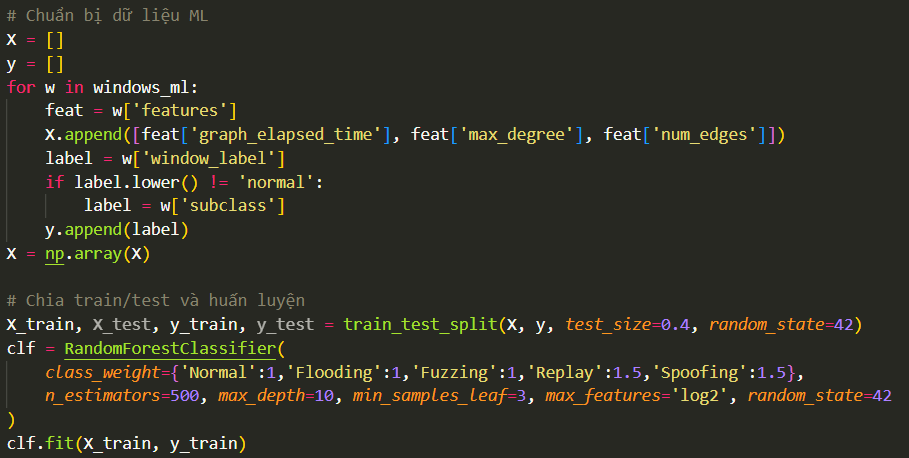 # Chuẩn bị dữ liệu ML
X = []
y = []
for w in windows_ml:
    feat = w['features']
    X.append([feat['graph_elapsed_time'], feat['max_degree'], feat['num_edges']])
    label = w['window_label']
    if label.lower() != 'normal':
        label = w['subclass']
    y.append(label)
X = np.array(X)

# Chia train/test và huấn luyện
X_train, X_test, y_train, y_test = train_test_split(X, y, test_size=0.4, random_state=42)
clf = RandomForestClassifier(
    class_weight={'Normal':1,'Flooding':1,'Fuzzing':1,'Replay':1.5,'Spoofing':1.5},
    n_estimators=500, max_depth=10, min_samples_leaf=3, max_features='log2', random_state=42
)
clf.fit(X_train, y_train)